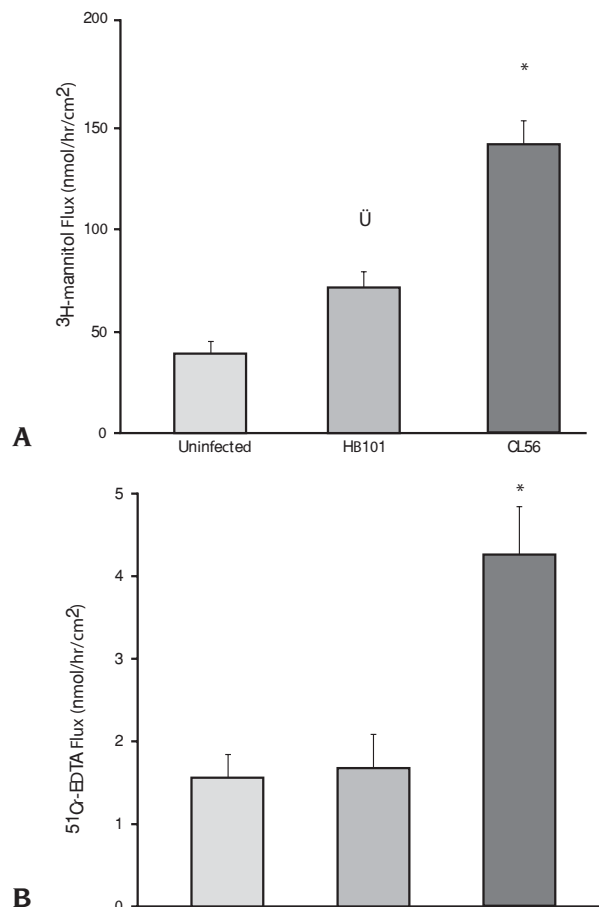 200
150
100
50
0
³H-mannitol Flux (nmol/hr/cm²)
*
Ü
A
Uninfected HB101 CL56
5
4
3
2
1
0
⁵¹Cr-EDTA Flux (nmol/hr/cm²)
*
B